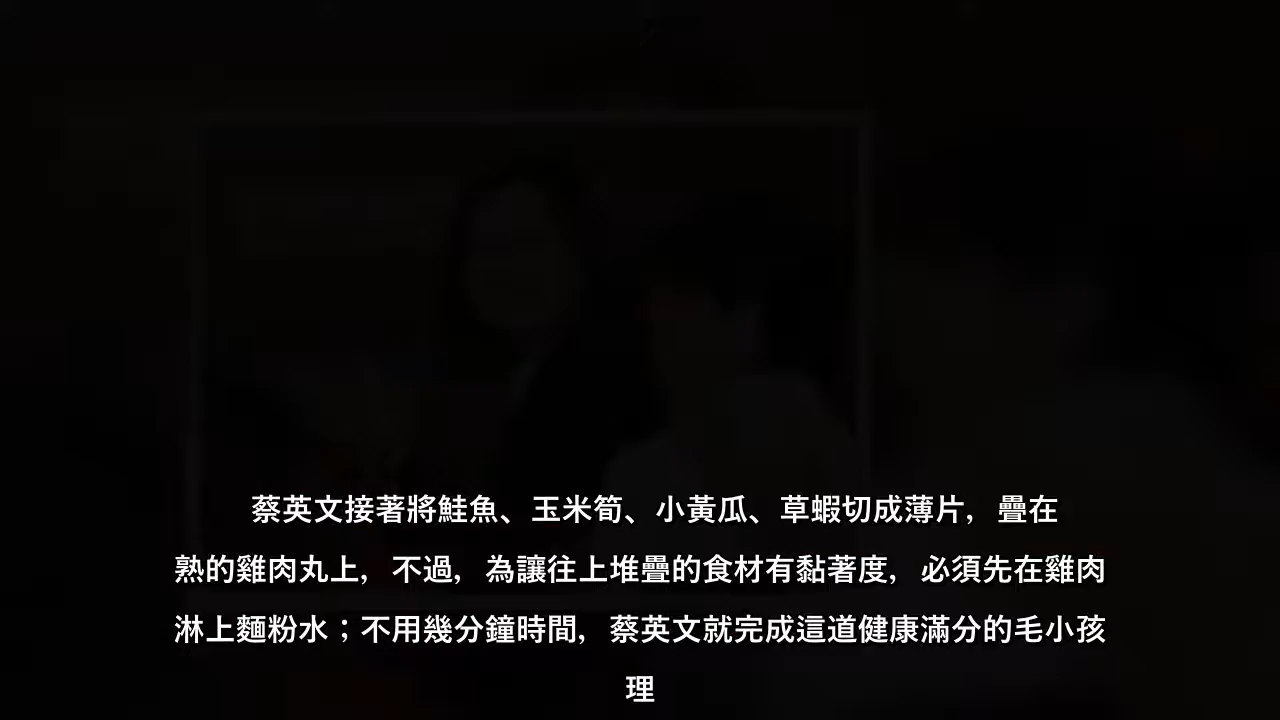 蔡英文接著將鮭魚、玉米筍、小黃瓜、草蝦切成薄片，疊在
熟的雞肉丸上，不過，為讓往上堆疊的食材有黏著度，必須先在雞肉
淋上麵粉水；不用幾分鐘時間，蔡英文就完成這道健康滿分的毛小孩
理